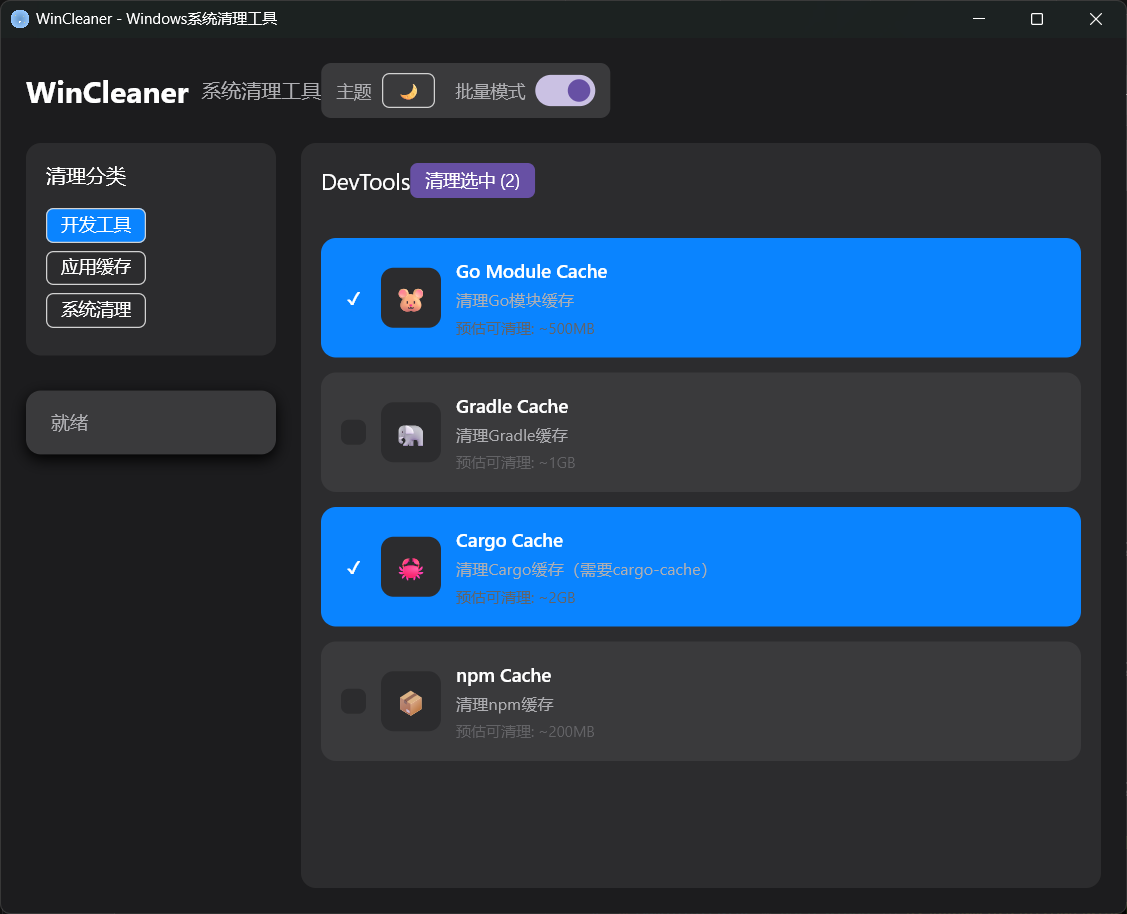 WinCleaner - Windows系统清理工具
WinCleaner 系统清理工具 主题 批量模式
清理分类
开发工具
应用缓存
系统清理
就绪
DevTools 清理选中 (2)
Go Module Cache
清理Go模块缓存
预估可清理: ~500MB
Gradle Cache
清理Gradle缓存
预估可清理: ~1GB
Cargo Cache
清理Cargo缓存（需要cargo-cache）
预估可清理: ~2GB
npm Cache
清理npm缓存
预估可清理: ~200MB